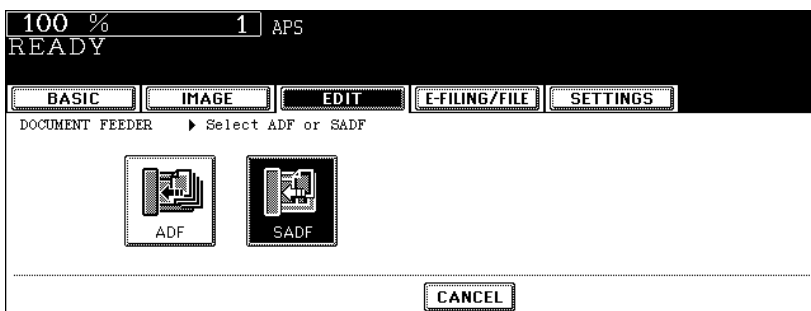 100 % 1 APS
READY
BASIC IMAGE EDIT E-FILING/FILE SETTINGS
DOCUMENT FEEDER Select ADF or SADF
ADF SADF
CANCEL